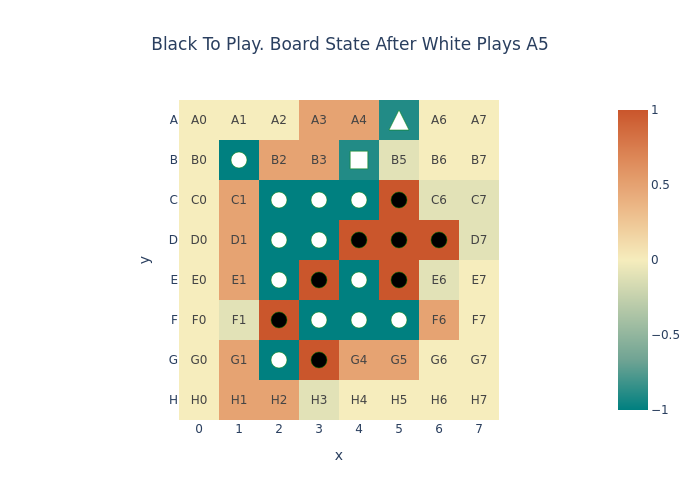 Black To Play. Board State After White Plays A5
A A0 A1 A2 A3 A4 A6 A7
B B0 B2 B3 B5 B6 B7
C C0 C1 C6 C7
D D0 D1 D7
E E0 E1 E6 E7
F F0 F1 F6 F7
G G0 G1 G4 G5 G6 G7
H H0 H1 H2 H3 H4 H5 H6 H7
0 1 2 3 4 5 6 7
x
y
1
0.5
0
−0.5
−1